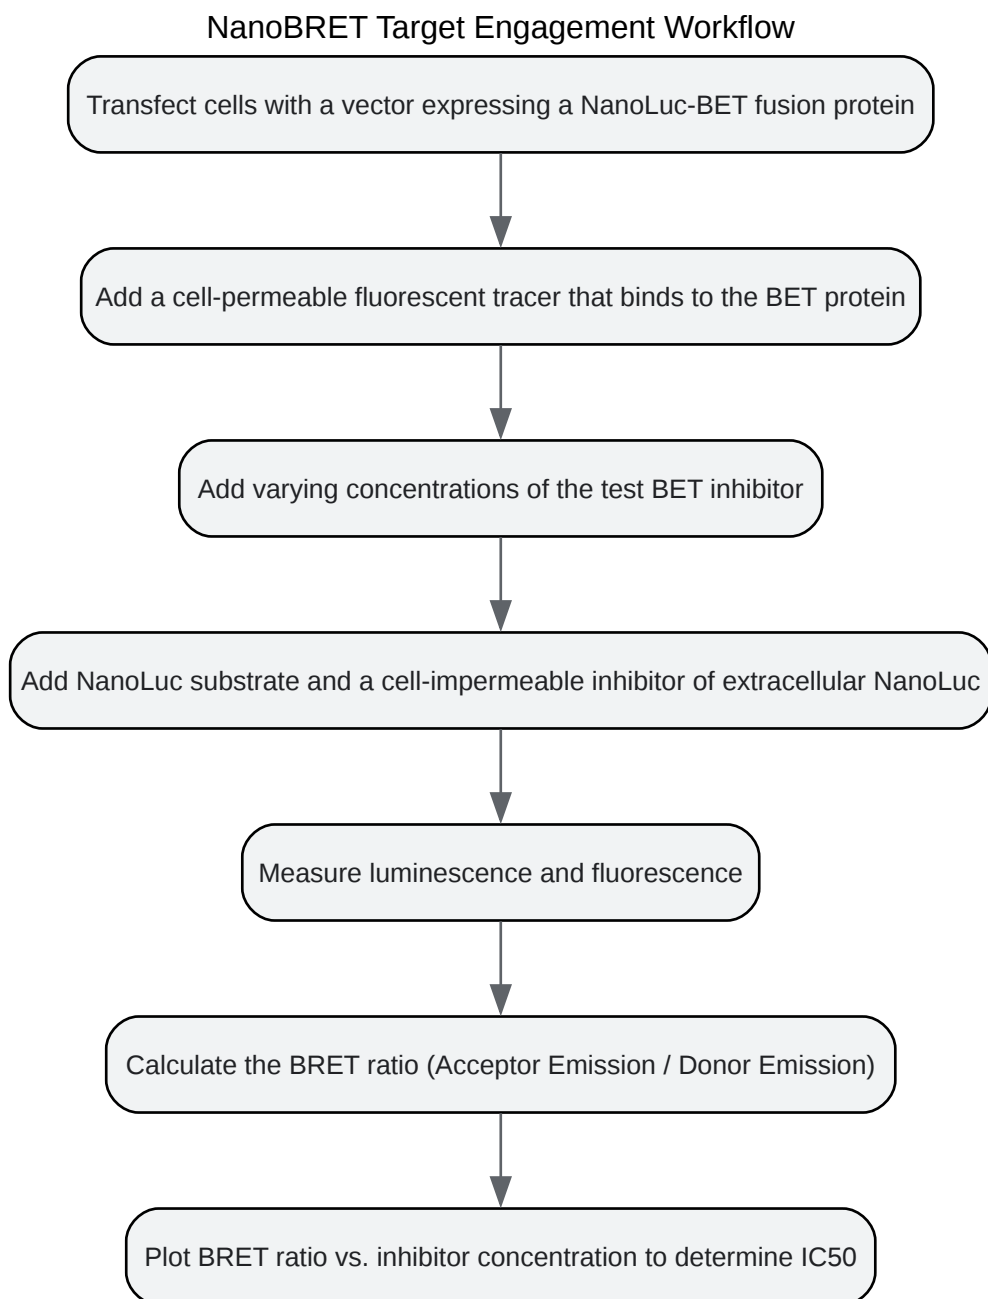 NanoBRET Target Engagement Workflow
Transfect cells with a vector expressing a NanoLuc-BET fusion protein
Add a cell-permeable fluorescent tracer that binds to the BET protein
Add varying concentrations of the test BET inhibitor
Add NanoLuc substrate and a cell-impermeable inhibitor of extracellular NanoLuc
Measure luminescence and fluorescence
Calculate the BRET ratio (Acceptor Emission / Donor Emission)
Plot BRET ratio vs. inhibitor concentration to determine IC50